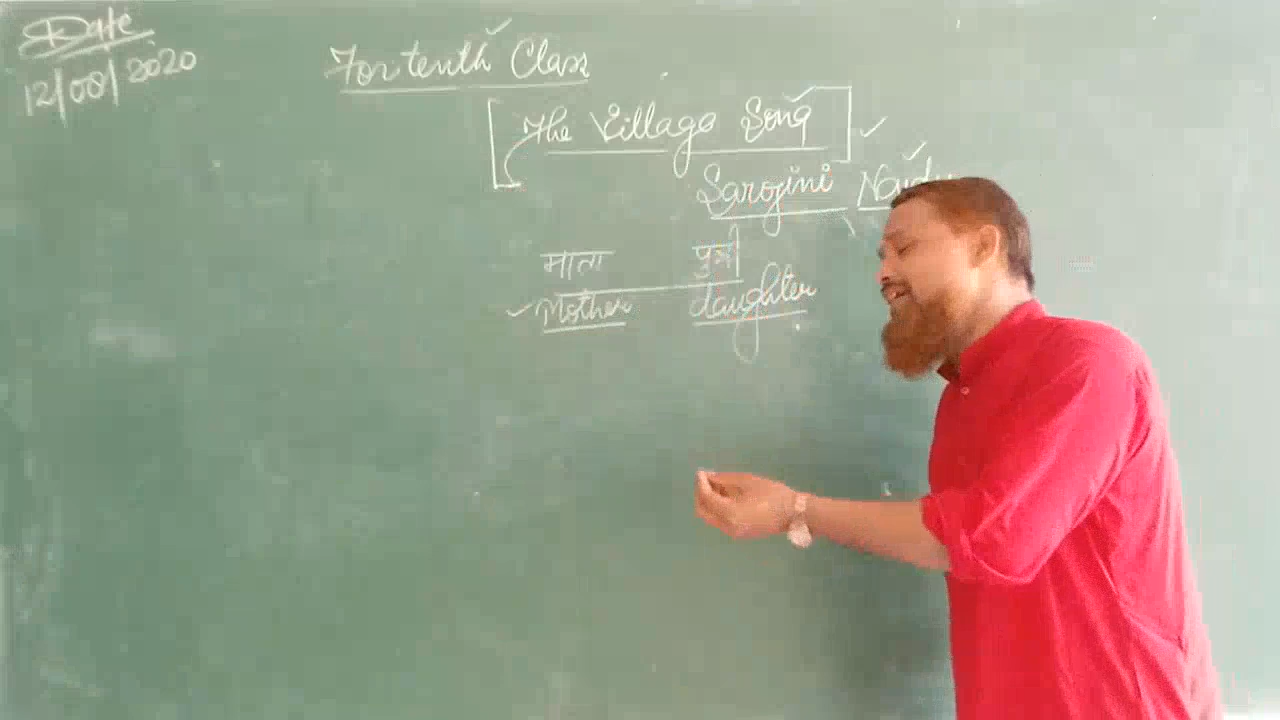 Date
12/08/2020
For tenth Class
The Village Song
Sarojini Naidu
माता पुत्री
Mother daughter